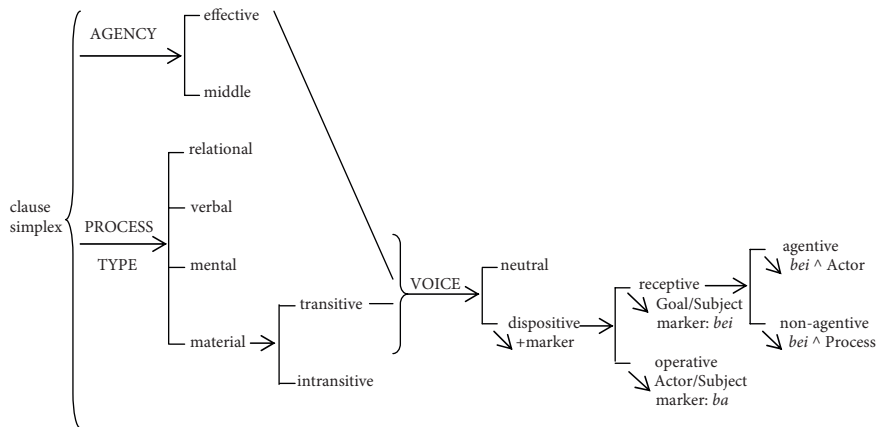 effective
AGENCY
middle
relational
verbal
clause
simplex
PROCESS
TYPE
mental
material
transitive
intransitive
VOICE
neutral
dispositive
+marker
receptive
Goal/Subject
marker: bei
operative
Actor/Subject
marker: ba
agentive
bei ^ Actor
non-agentive
bei ^ Process